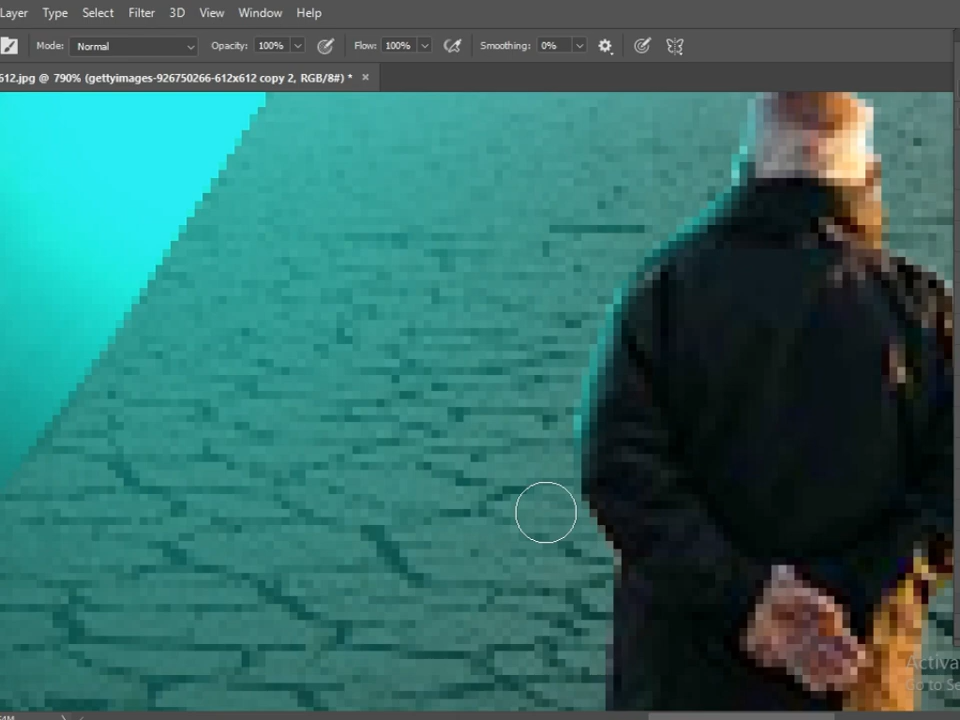 Layer Type Select Filter 3D View Window Help
Mode: Normal Opacity: 100% Flow: 100% Smoothing: 0%
612.jpg @ 790% (gettyimages-926750266-612x612 copy 2, RGB/8#) * ×
Activa
Go to Se